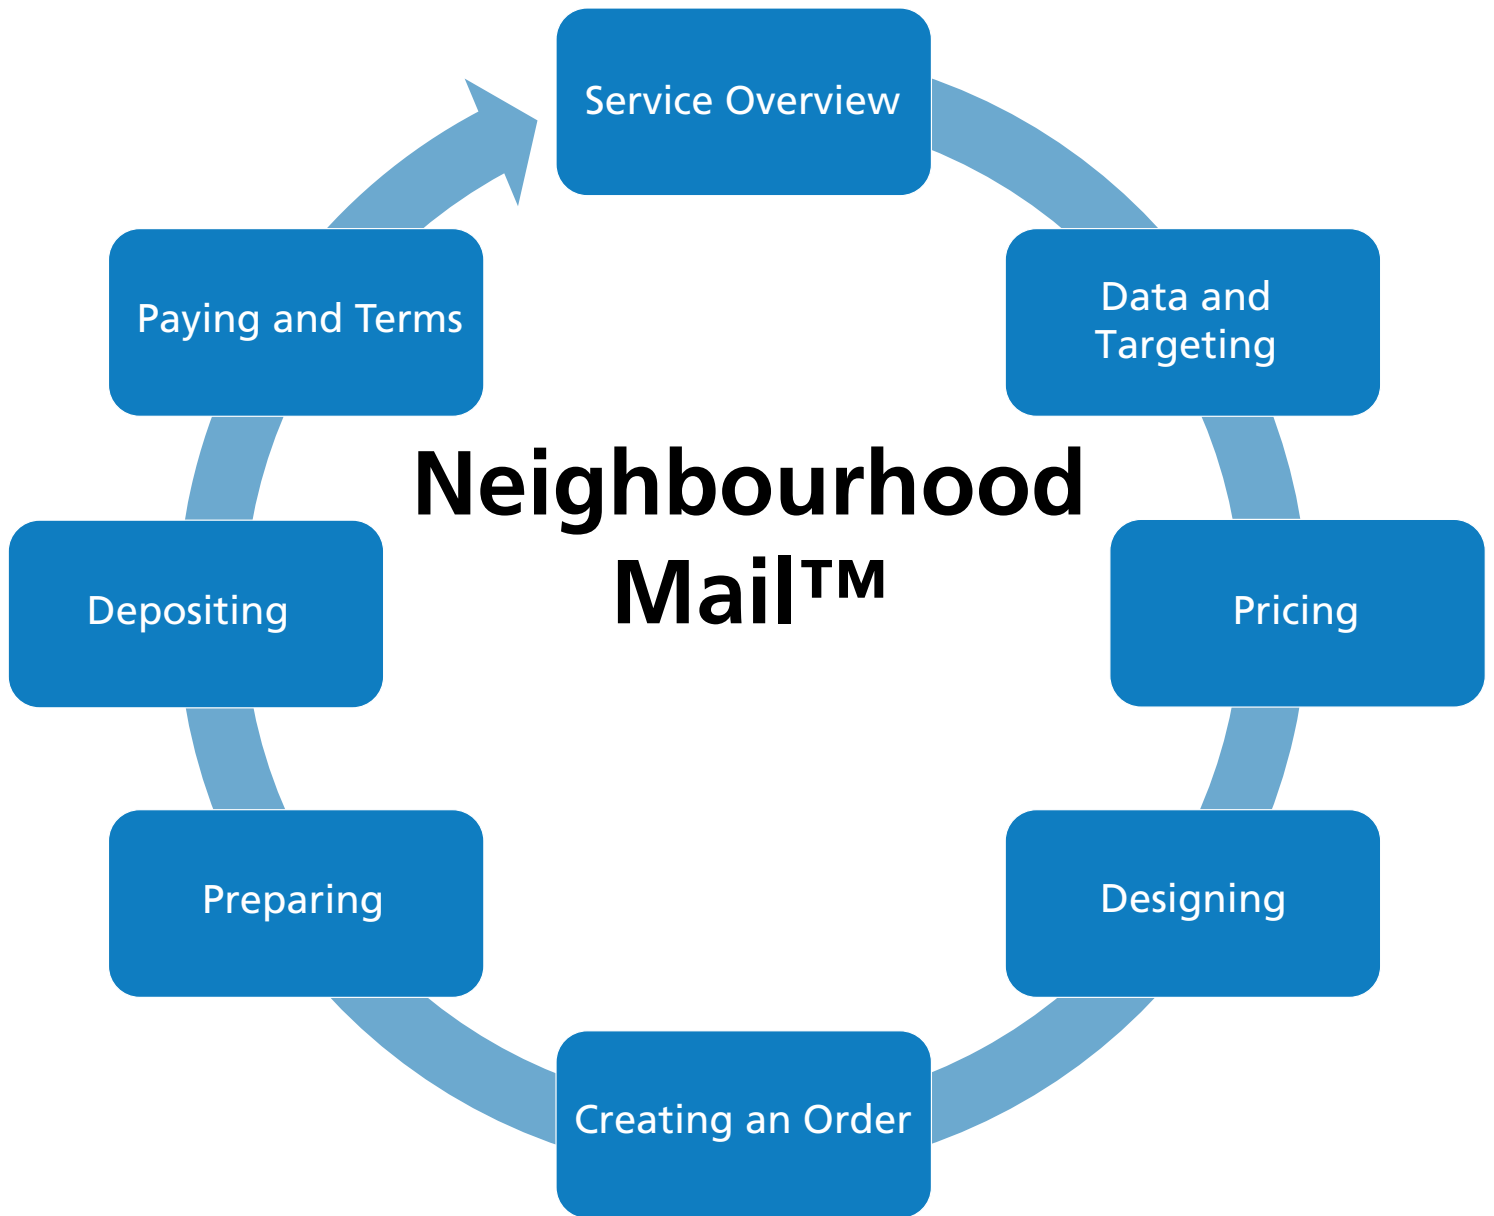 Service Overview
Data and
Targeting
Pricing
Designing
Creating an Order
Preparing
Depositing
Paying and Terms
Neighbourhood
Mail™